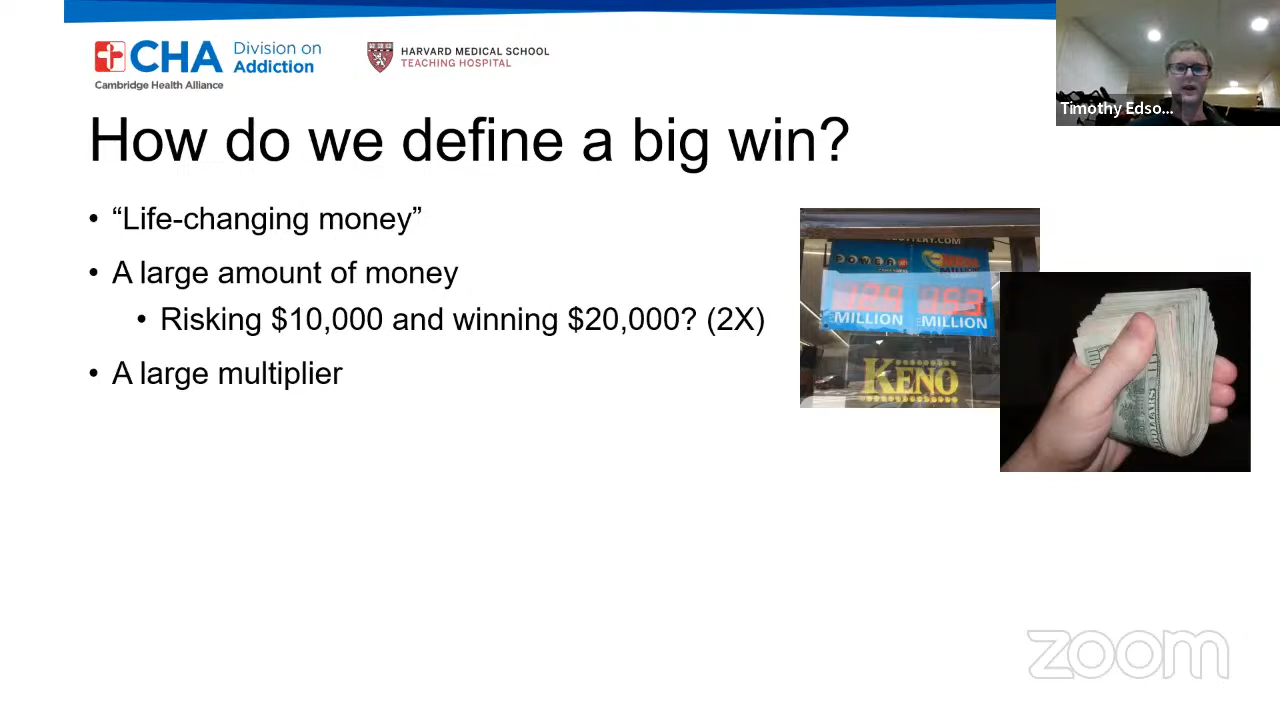 CHA Division on Addiction
Cambridge Health Alliance
HARVARD MEDICAL SCHOOL
TEACHING HOSPITAL
Timothy Edso...
How do we define a big win?
• “Life-changing money”
• A large amount of money
• Risking $10,000 and winning $20,000? (2X)
• A large multiplier
POWER
MILLION
MILLION
KENO
zoom